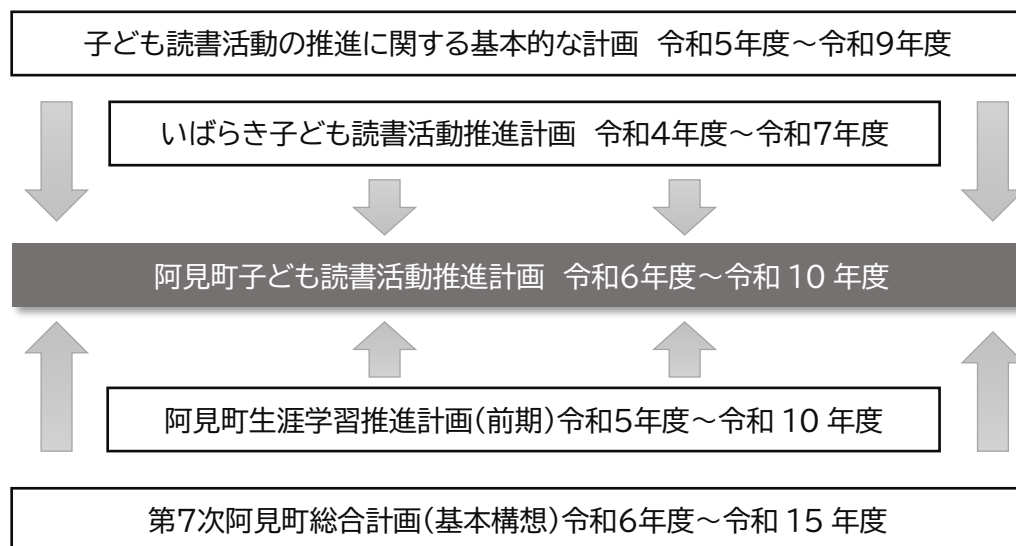 子ども読書活動の推進に関する基本的な計画 令和5年度～令和9年度
いばらき子ども読書活動推進計画 令和4年度～令和7年度
阿見町子ども読書活動推進計画 令和6年度～令和 10 年度
阿見町生涯学習推進計画(前期)令和5年度～令和 10 年度
第7次阿見町総合計画(基本構想)令和6年度～令和 15 年度